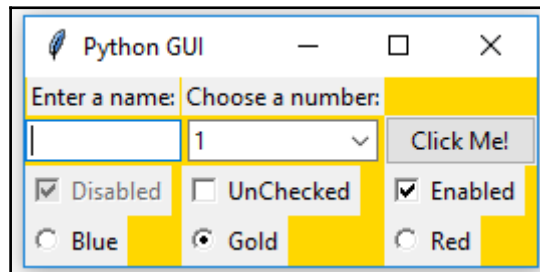 Python GUI
Enter a name: Choose a number:
1 Click Me!
Disabled UnChecked Enabled
Blue Gold Red